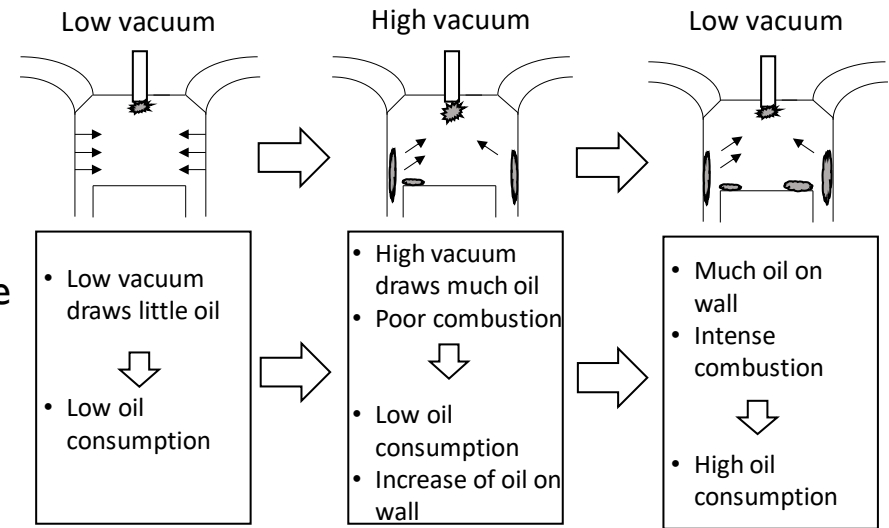 Low vacuum
High vacuum
Low vacuum
e
• Low vacuum
draws little oil
• Low oil
consumption
• High vacuum
draws much oil
• Poor combustion
• Low oil
consumption
• Increase of oil on
wall
• Much oil on
wall
• Intense
combustion
• High oil
consumption